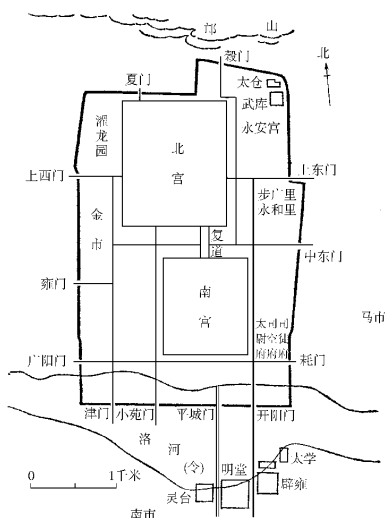 邙 山
北
榖门
夏门
太仓
武库
永安宫
濯龙园
北宫
上西门
上东门
步广里
永和里
金市
复道
中东门
雍门
南宫
马市
太尉府
司空府
司徒府
广阳门
耗门
津门
小苑门
平城门
开阳门
洛河
(令)
明堂
太学
辟雍
灵台
0 1千米
南市